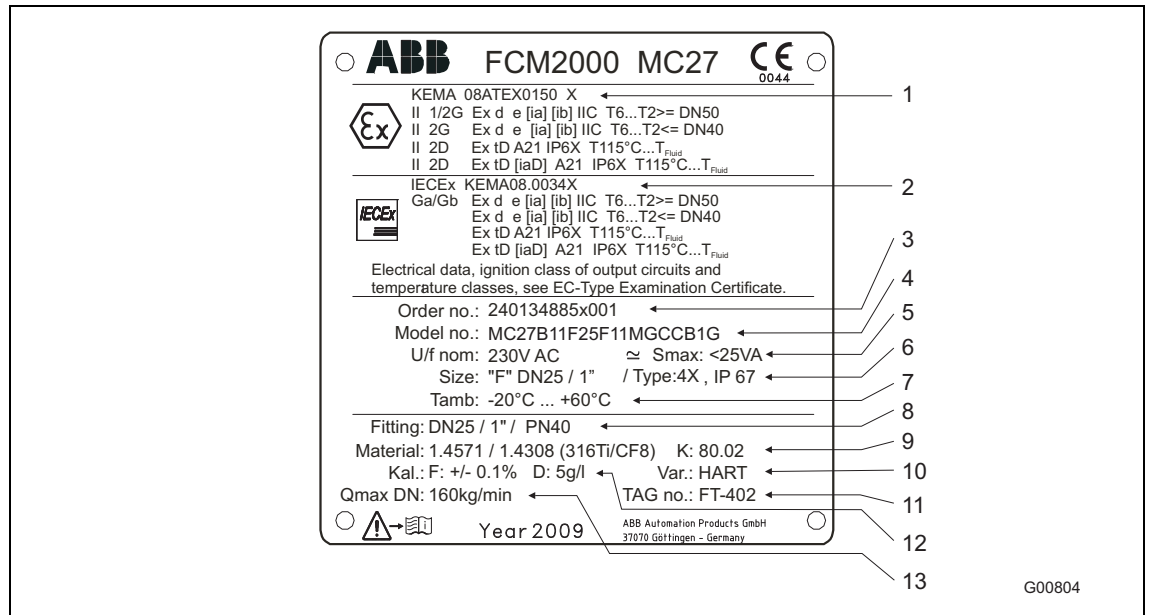 ABB FCM2000 MC27 CE
0044
KEMA 08ATEX0150 X
1
Ex
II 1/2G Ex d e [ia] [ib] IIC T6...T2>= DN50
II 2G Ex d e [ia] [ib] IIC T6...T2<= DN40
II 2D Ex tD A21 IP6X T115°C...TFluid
II 2D Ex tD [iaD] A21 IP6X T115°C...TFluid
IECEx KEMA08.0034X
2
IECEx
Ga/Gb Ex d e [ia] [ib] IIC T6...T2>= DN50
Ex d e [ia] [ib] IIC T6...T2<= DN40
Ex tD A21 IP6X T115°C...TFluid
Ex tD [iaD] A21 IP6X T115°C...TFluid
Electrical data, ignition class of output circuits and
temperature classes, see EC-Type Examination Certificate.
Order no.: 240134885x001
3
Model no.: MC27B11F25F11MGCCB1G
4
U/f nom: 230V AC ≃ Smax: <25VA
5
Size: "F" DN25 / 1" / Type:4X , IP 67
6
Tamb: -20°C ... +60°C
7
Fitting: DN25 / 1" / PN40
8
Material: 1.4571 / 1.4308 (316Ti/CF8) K: 80.02
9
Kal.: F: +/- 0.1% D: 5g/l Var.: HART
10
Qmax DN: 160kg/min TAG no.: FT-402
11
12
13
i
Year 2009
ABB Automation Products GmbH
37070 Göttingen - Germany
G00804